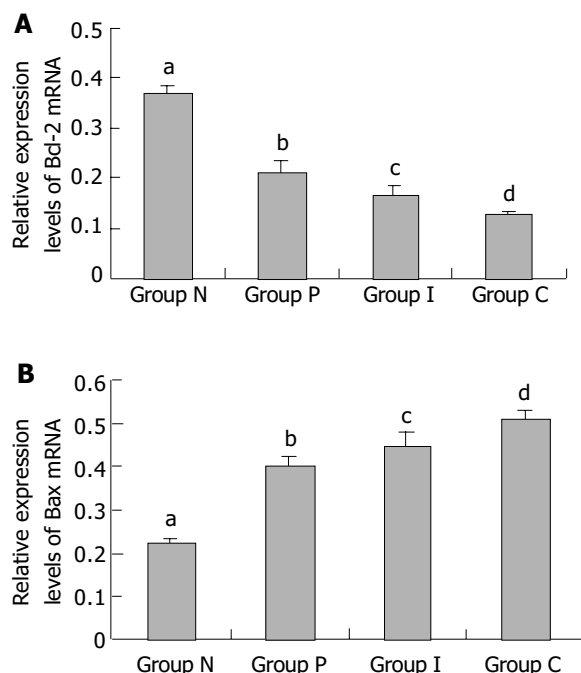 A
Relative expression
levels of Bcl-2 mRNA
0.5
0.4
0.3
0.2
0.1
0
a
b
c
d
Group N
Group P
Group I
Group C
B
Relative expression
levels of Bax mRNA
0.6
0.5
0.4
0.3
0.2
0.1
0
a
b
c
d
Group N
Group P
Group I
Group C